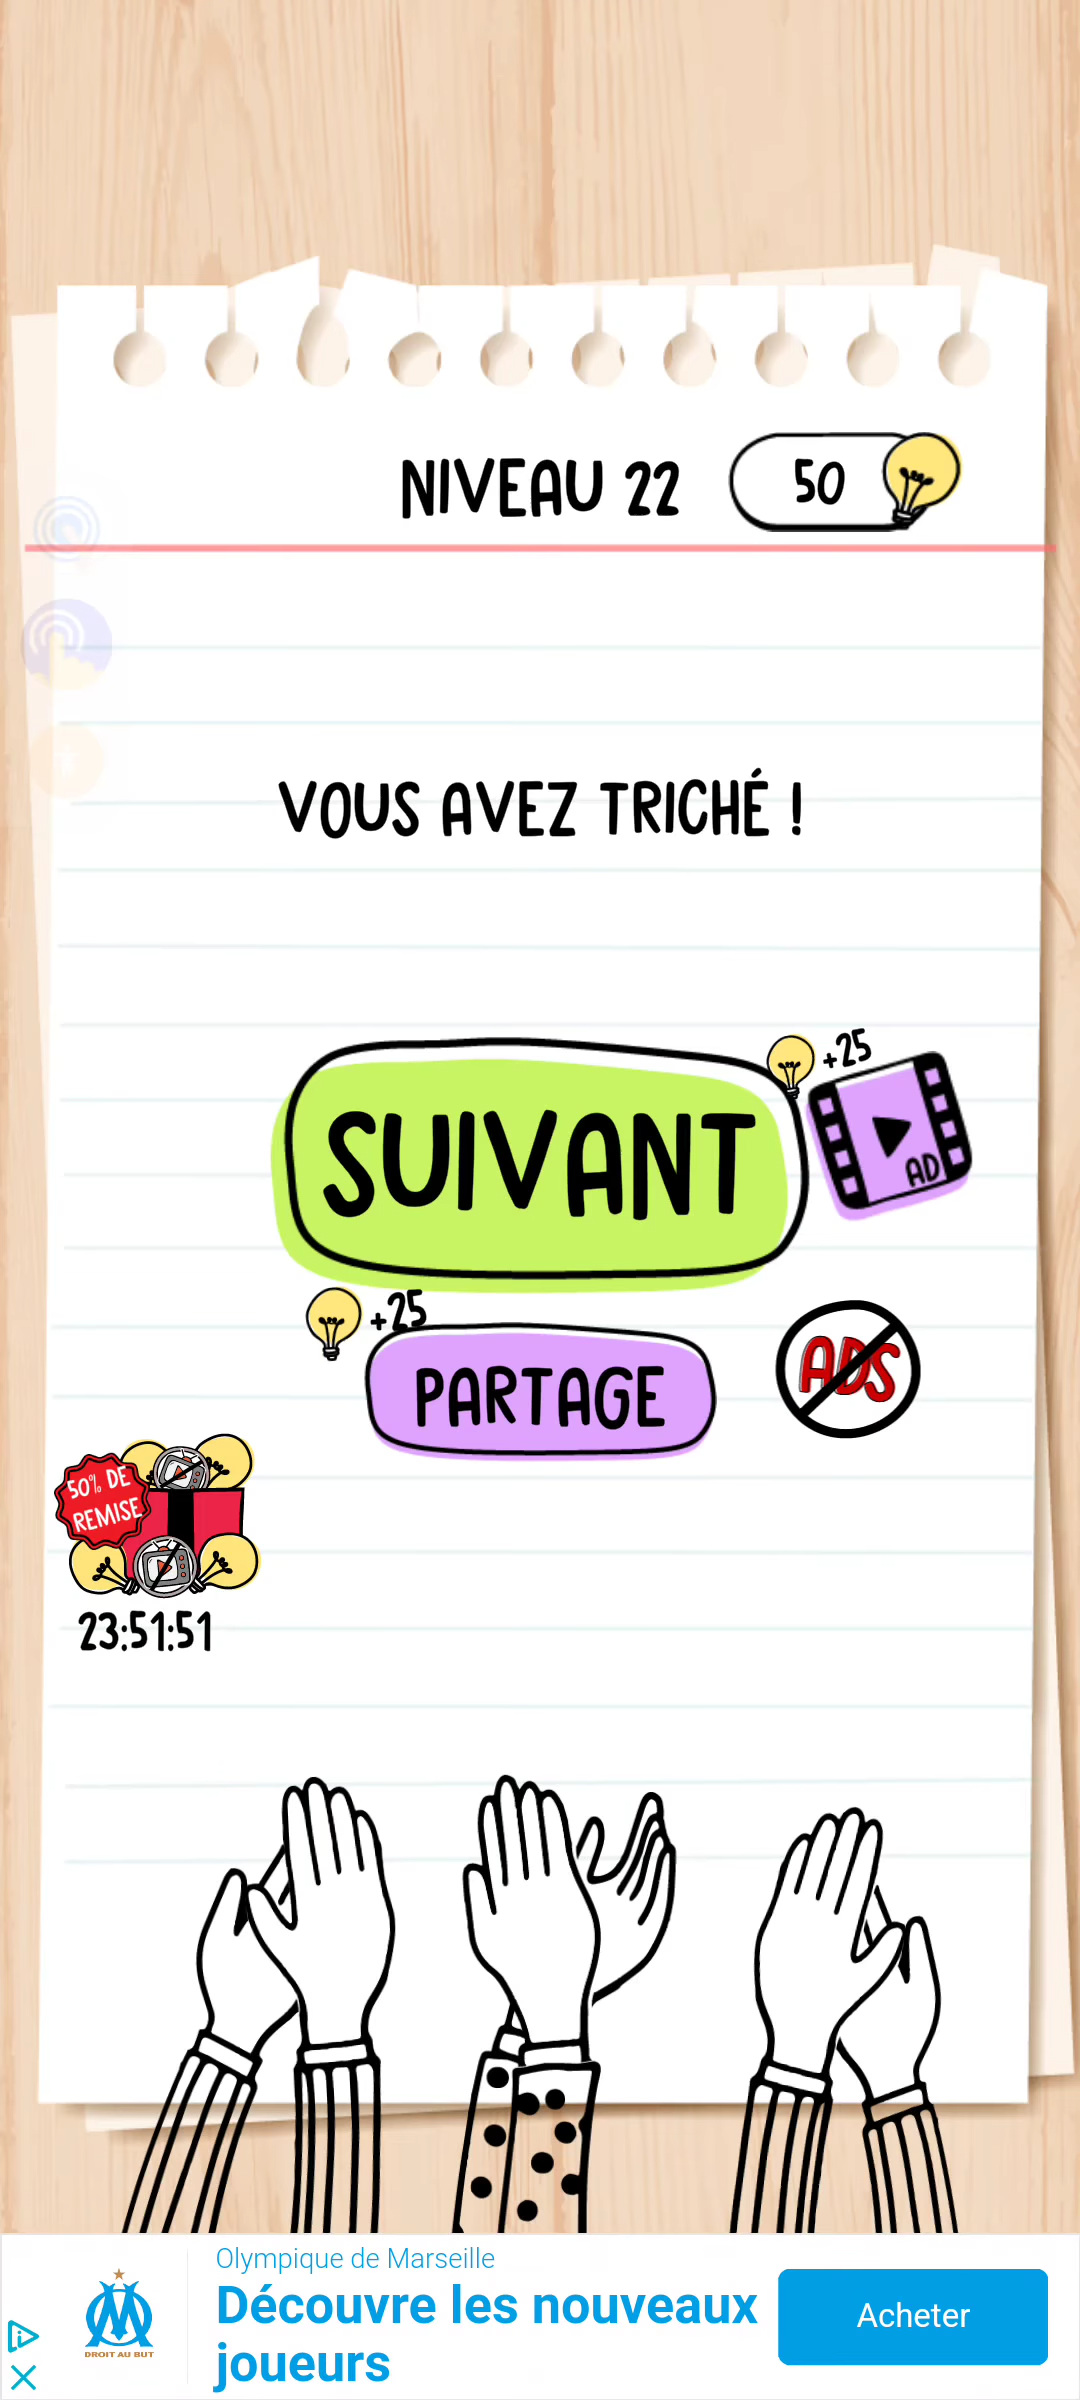 NIVEAU 22
50
VOUS AVEZ TRICHÉ !
+25
SUIVANT
AD
+25
PARTAGE
ADS
50% DE
REMISE
23:51:51
Olympique de Marseille
Découvre les nouveaux
joueurs
Acheter
DROIT AU BUT